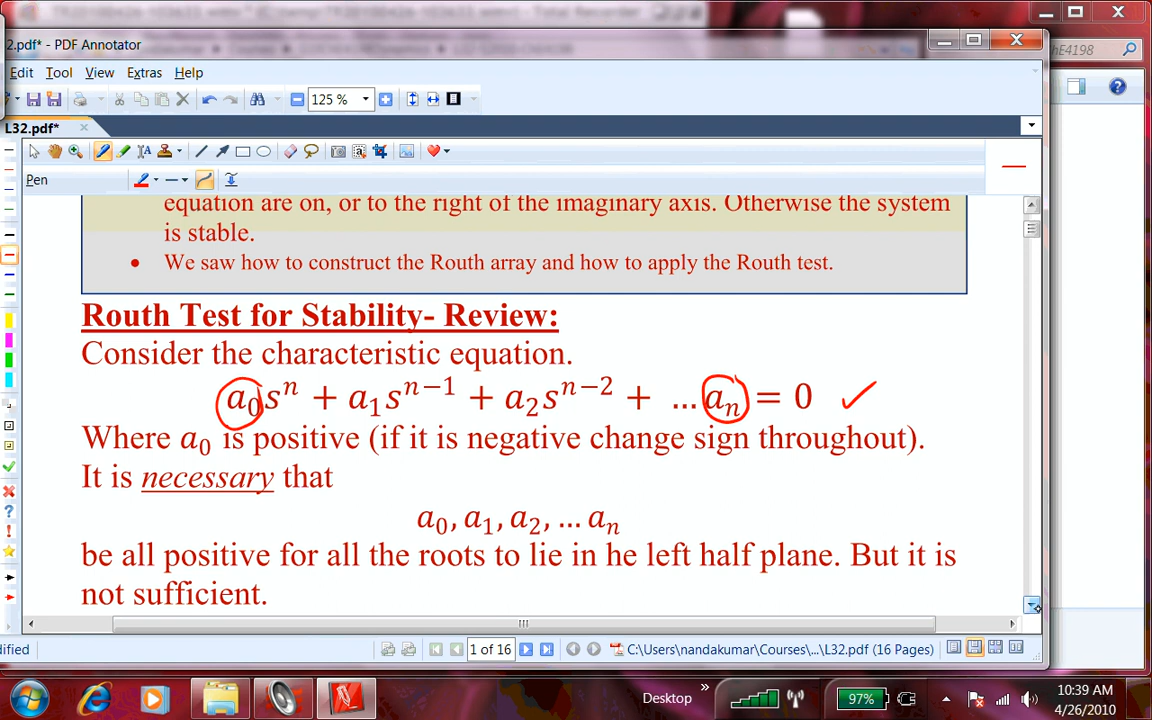 ChE4198
2.pdf* - PDF Annotator
Edit Tool View Extras Help
125 %
L32.pdf*
Pen
equation are on, or to the right of the imaginary axis. Otherwise the system
is stable.
• We saw how to construct the Routh array and how to apply the Routh test.
Routh Test for Stability- Review:
Consider the characteristic equation.
a₀sⁿ + a₁sⁿ⁻¹ + a₂sⁿ⁻² + …aₙ = 0 ✓
Where a₀ is positive (if it is negative change sign throughout).
It is necessary that
a₀, a₁, a₂, … aₙ
be all positive for all the roots to lie in he left half plane. But it is
not sufficient.
dified
1 of 16
C:\Users\nandakumar\Courses\...\L32.pdf (16 Pages)
Desktop
97%
10:39 AM
4/26/2010